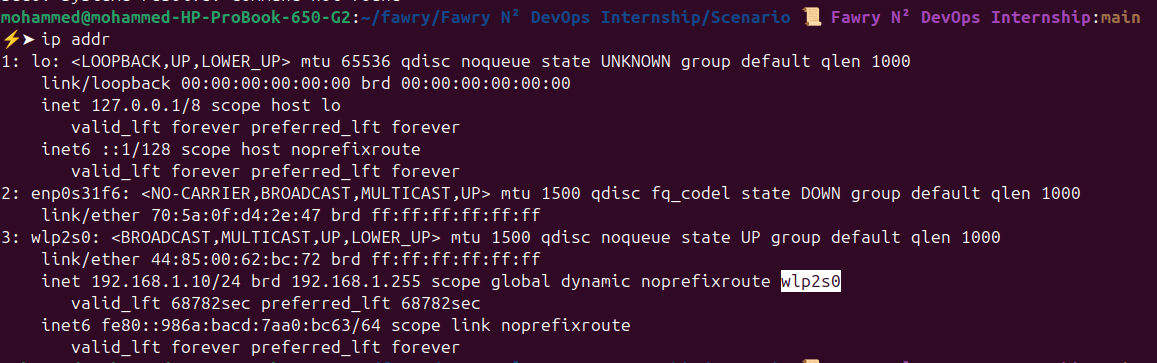 mohammed@mohammed-HP-ProBook-650-G2:~/fawry/Fawry N² DevOps Internship/Scenario 📜 Fawry N² DevOps Internship:main
⚡➤ ip addr
1: lo: <LOOPBACK,UP,LOWER_UP> mtu 65536 qdisc noqueue state UNKNOWN group default qlen 1000
    link/loopback 00:00:00:00:00:00 brd 00:00:00:00:00:00
    inet 127.0.0.1/8 scope host lo
       valid_lft forever preferred_lft forever
    inet6 ::1/128 scope host noprefixroute
       valid_lft forever preferred_lft forever
2: enp0s31f6: <NO-CARRIER,BROADCAST,MULTICAST,UP> mtu 1500 qdisc fq_codel state DOWN group default qlen 1000
    link/ether 70:5a:0f:d4:2e:47 brd ff:ff:ff:ff:ff:ff
3: wlp2s0: <BROADCAST,MULTICAST,UP,LOWER_UP> mtu 1500 qdisc noqueue state UP group default qlen 1000
    link/ether 44:85:00:62:bc:72 brd ff:ff:ff:ff:ff:ff
    inet 192.168.1.10/24 brd 192.168.1.255 scope global dynamic noprefixroute wlp2s0
       valid_lft 68782sec preferred_lft 68782sec
    inet6 fe80::986a:bacd:7aa0:bc63/64 scope link noprefixroute
       valid_lft forever preferred_lft forever